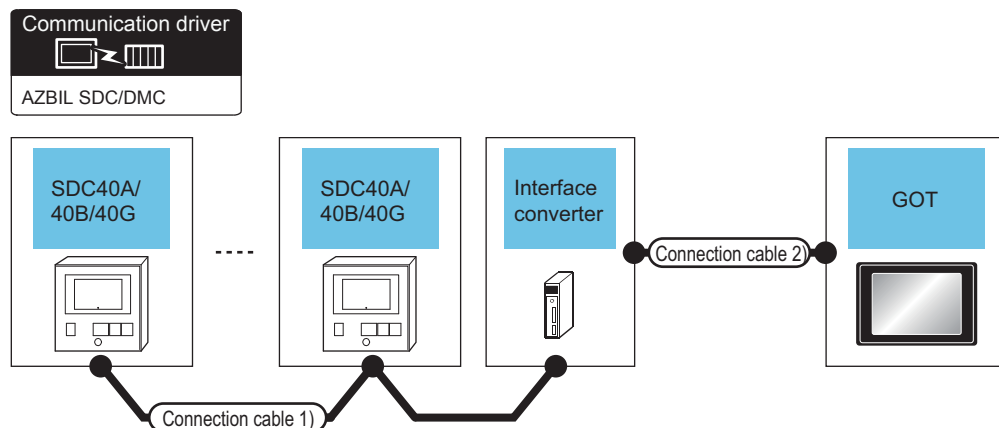 Communication driver
AZBIL SDC/DMC
SDC40A/
40B/40G
SDC40A/
40B/40G
Interface
converter
GOT
Connection cable 2)
Connection cable 1)